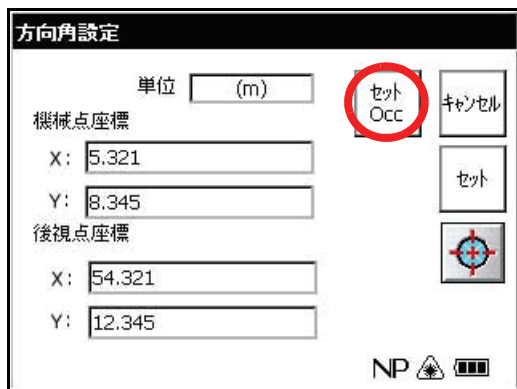 方向角設定
単位 (m)
セット
Occ
キャンセル
機械点座標
X: 5.321
Y: 8.345
セット
後視点座標
X: 54.321
Y: 12.345
NP